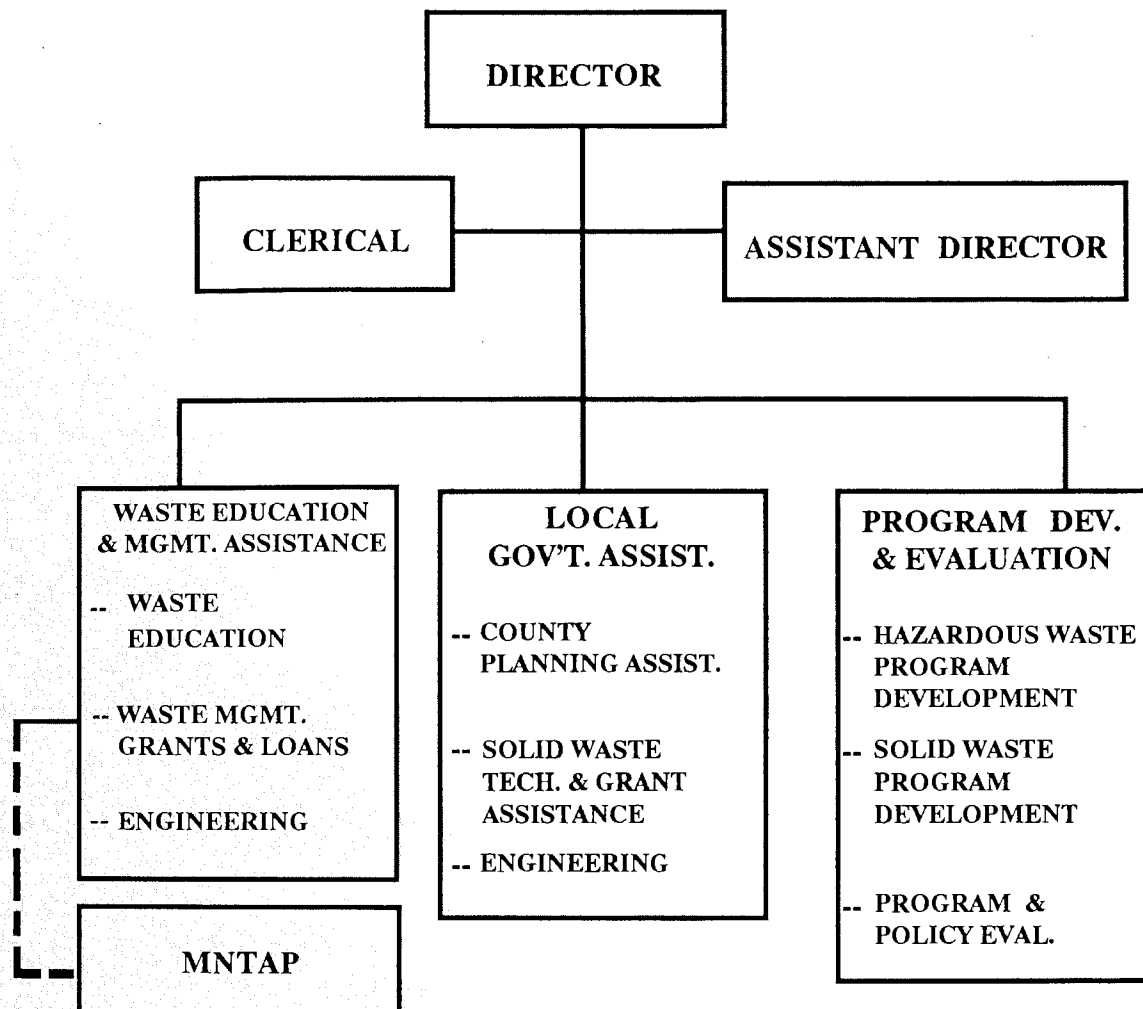 DIRECTOR
CLERICAL
ASSISTANT DIRECTOR
WASTE EDUCATION
& MGMT. ASSISTANCE
-- WASTE
EDUCATION
-- WASTE MGMT.
GRANTS & LOANS
-- ENGINEERING
MNTAP
LOCAL
GOV'T. ASSIST.
-- COUNTY
PLANNING ASSIST.
-- SOLID WASTE
TECH. & GRANT
ASSISTANCE
-- ENGINEERING
PROGRAM DEV.
& EVALUATION
-- HAZARDOUS WASTE
PROGRAM
DEVELOPMENT
-- SOLID WASTE
PROGRAM
DEVELOPMENT
-- PROGRAM &
POLICY EVAL.